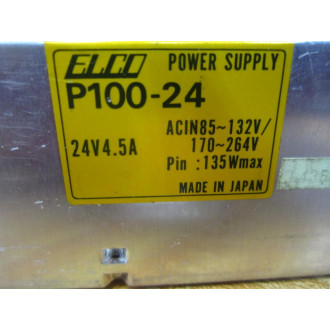 ELCO POWER SUPPLY
P100-24
ACIN85~132V/
24V4.5A 170~264V
Pin : 135Wmax
MADE IN JAPAN